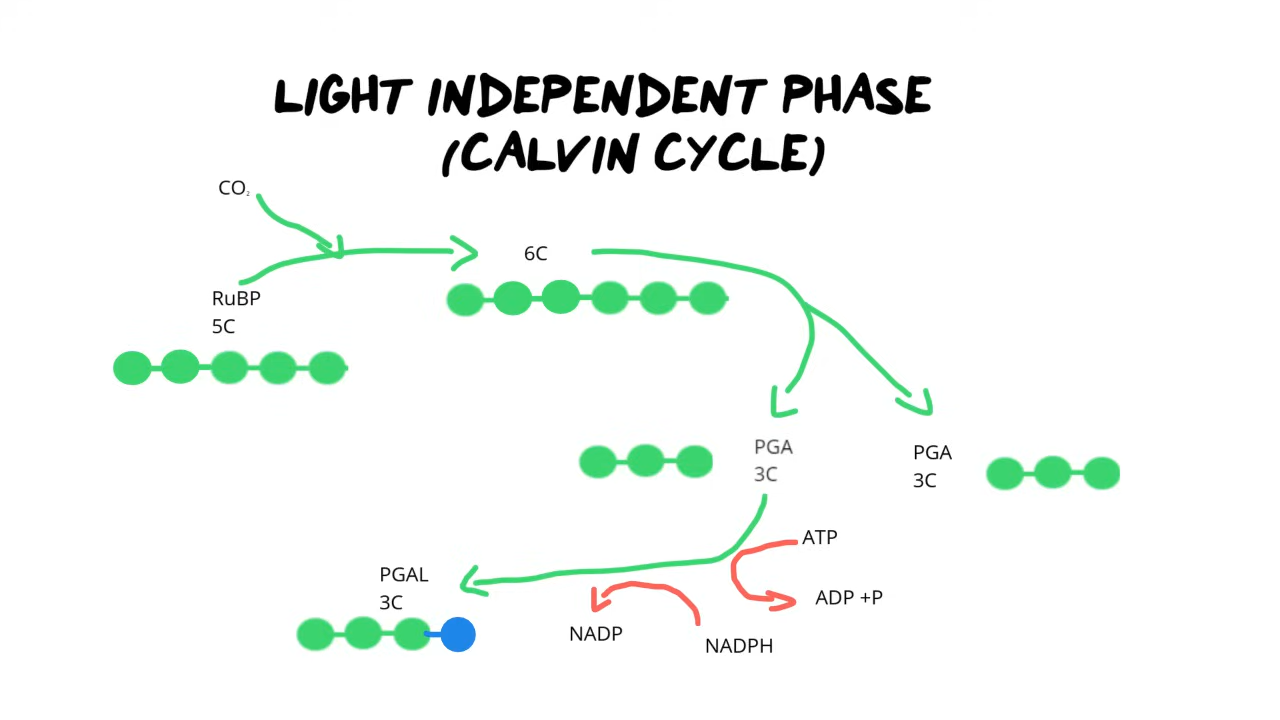 LIGHT INDEPENDENT PHASE
(CALVIN CYCLE)
CO₂
6C
RuBP
5C
PGA
3C
PGA
3C
ATP
PGAL
3C
ADP +P
NADP
NADPH